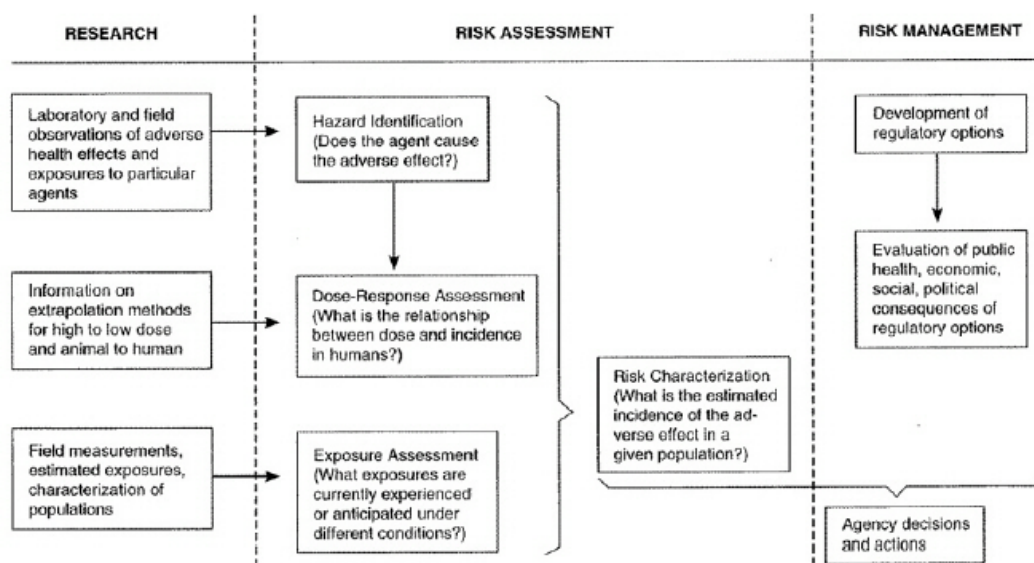 RESEARCH
RISK ASSESSMENT
RISK MANAGEMENT
Laboratory and field
observations of adverse
health effects and
exposures to particular
agents
Hazard Identification
(Does the agent cause
the adverse effect?)
Development of
regulatory options
Information on
extrapolation methods
for high to low dose
and animal to human
Dose-Response Assessment
(What is the relationship
between dose and incidence
in humans?)
Evaluation of public
health, economic,
social, political
consequences of
regulatory options
Risk Characterization
(What is the estimated
incidence of the ad-
verse effect in a
given population?)
Field measurements,
estimated exposures,
characterization of
populations
Exposure Assessment
(What exposures are
currently experienced
or anticipated under
different conditions?)
Agency decisions
and actions